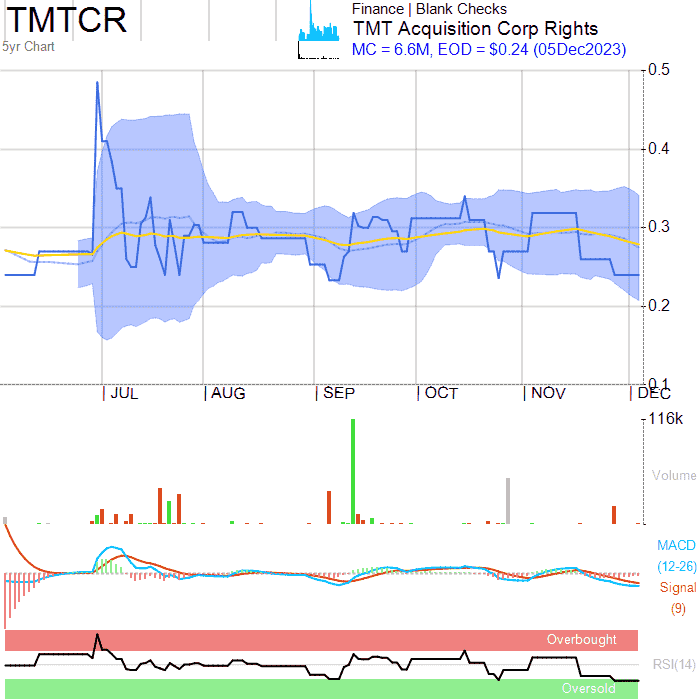 TMTCR
5yr Chart
Finance | Blank Checks
TMT Acquisition Corp Rights
MC = 6.6M, EOD = $0.24 (05Dec2023)
0.5
0.4
0.3
0.2
0.1
JUL AUG SEP OCT NOV DEC
116k
Volume
MACD
(12-26)
Signal
(9)
Overbought
RSI(14)
Oversold